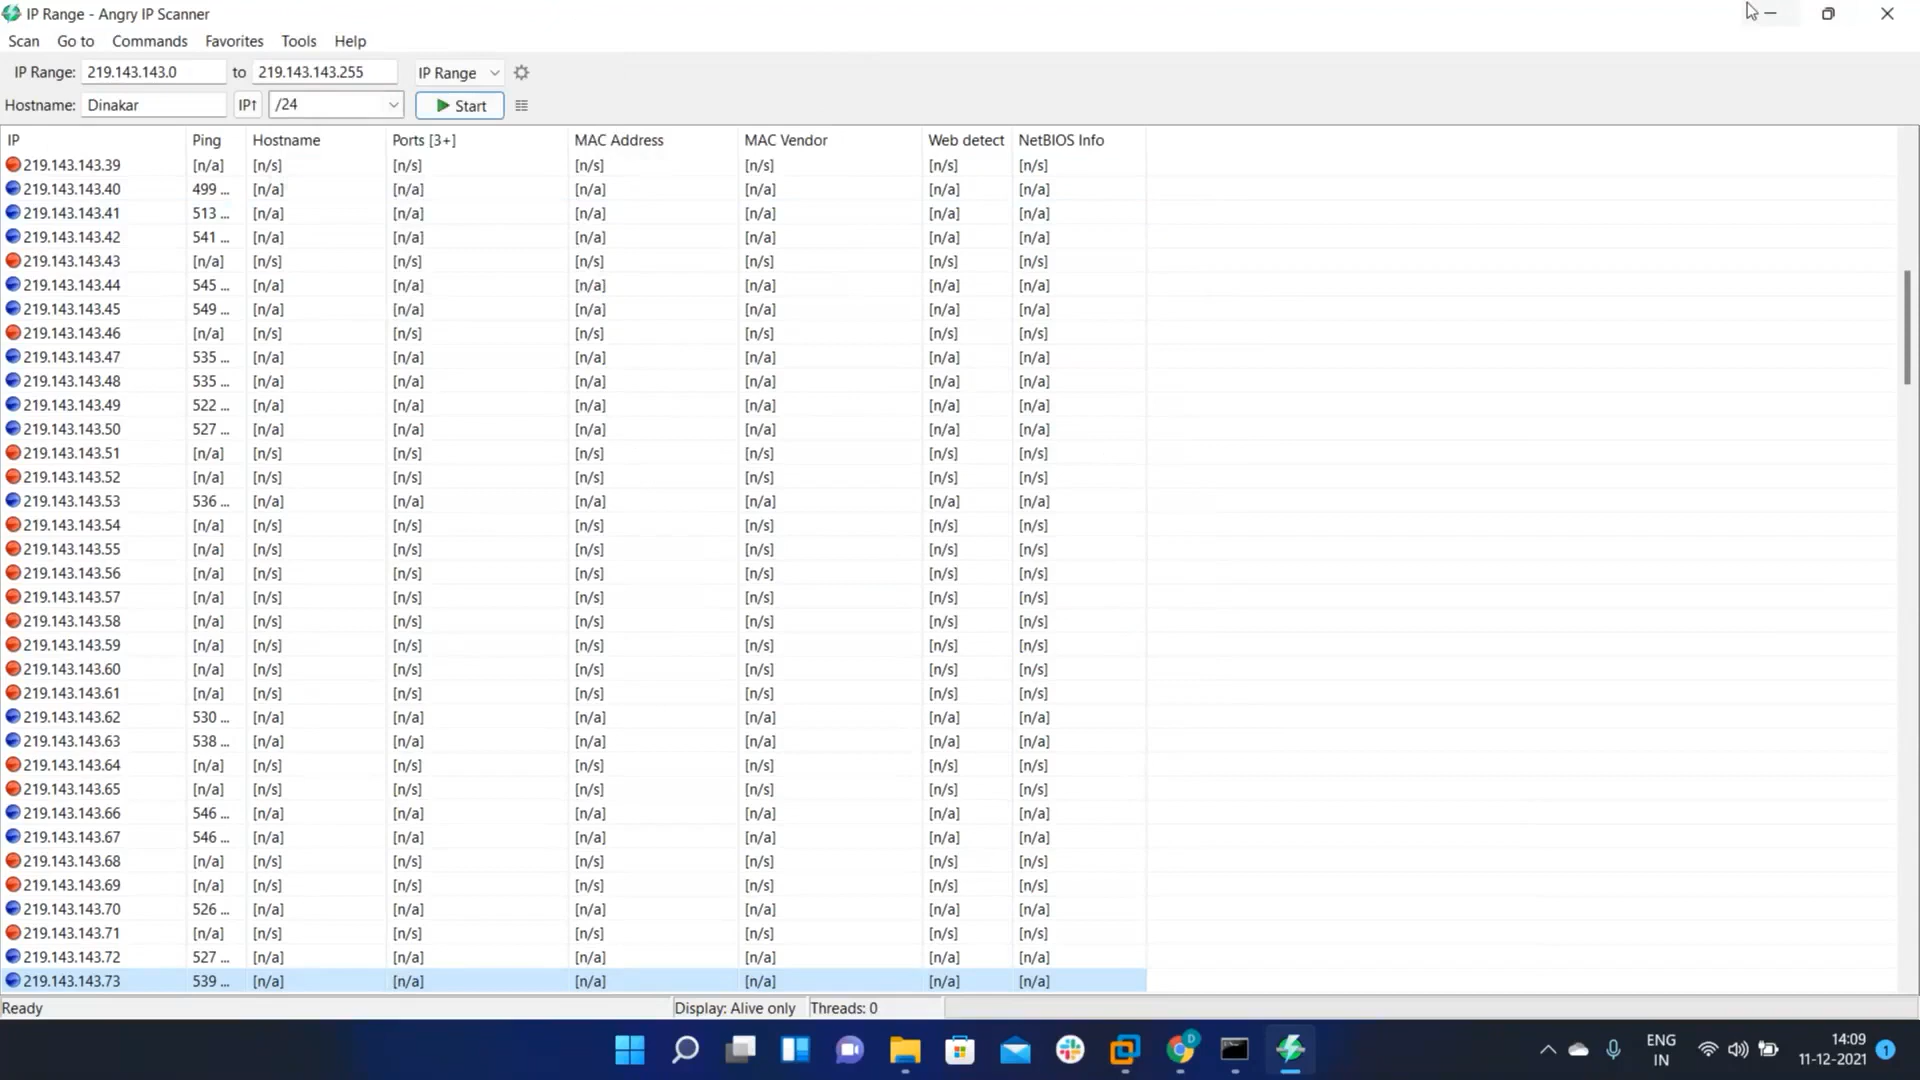 IP Range - Angry IP Scanner
Scan Go to Commands Favorites Tools Help
IP Range: 219.143.143.0 to 219.143.143.255 IP Range
Hostname: Dinakar IP↑ /24 Start
IP Ping Hostname Ports [3+] MAC Address MAC Vendor Web detect NetBIOS Info
219.143.143.39 [n/a] [n/s] [n/s] [n/s] [n/s] [n/s] [n/s]
219.143.143.40 499 ... [n/a] [n/a] [n/a] [n/a] [n/a] [n/a]
219.143.143.41 513 ... [n/a] [n/a] [n/a] [n/a] [n/a] [n/a]
219.143.143.42 541 ... [n/a] [n/a] [n/a] [n/a] [n/a] [n/a]
219.143.143.43 [n/a] [n/s] [n/s] [n/s] [n/s] [n/s] [n/s]
219.143.143.44 545 ... [n/a] [n/a] [n/a] [n/a] [n/a] [n/a]
219.143.143.45 549 ... [n/a] [n/a] [n/a] [n/a] [n/a] [n/a]
219.143.143.46 [n/a] [n/s] [n/s] [n/s] [n/s] [n/s] [n/s]
219.143.143.47 535 ... [n/a] [n/a] [n/a] [n/a] [n/a] [n/a]
219.143.143.48 535 ... [n/a] [n/a] [n/a] [n/a] [n/a] [n/a]
219.143.143.49 522 ... [n/a] [n/a] [n/a] [n/a] [n/a] [n/a]
219.143.143.50 527 ... [n/a] [n/a] [n/a] [n/a] [n/a] [n/a]
219.143.143.51 [n/a] [n/s] [n/s] [n/s] [n/s] [n/s] [n/s]
219.143.143.52 [n/a] [n/s] [n/s] [n/s] [n/s] [n/s] [n/s]
219.143.143.53 536 ... [n/a] [n/a] [n/a] [n/a] [n/a] [n/a]
219.143.143.54 [n/a] [n/s] [n/s] [n/s] [n/s] [n/s] [n/s]
219.143.143.55 [n/a] [n/s] [n/s] [n/s] [n/s] [n/s] [n/s]
219.143.143.56 [n/a] [n/s] [n/s] [n/s] [n/s] [n/s] [n/s]
219.143.143.57 [n/a] [n/s] [n/s] [n/s] [n/s] [n/s] [n/s]
219.143.143.58 [n/a] [n/s] [n/s] [n/s] [n/s] [n/s] [n/s]
219.143.143.59 [n/a] [n/s] [n/s] [n/s] [n/s] [n/s] [n/s]
219.143.143.60 [n/a] [n/s] [n/s] [n/s] [n/s] [n/s] [n/s]
219.143.143.61 [n/a] [n/s] [n/s] [n/s] [n/s] [n/s] [n/s]
219.143.143.62 530 ... [n/a] [n/a] [n/a] [n/a] [n/a] [n/a]
219.143.143.63 538 ... [n/a] [n/a] [n/a] [n/a] [n/a] [n/a]
219.143.143.64 [n/a] [n/s] [n/s] [n/s] [n/s] [n/s] [n/s]
219.143.143.65 [n/a] [n/s] [n/s] [n/s] [n/s] [n/s] [n/s]
219.143.143.66 546 ... [n/a] [n/a] [n/a] [n/a] [n/a] [n/a]
219.143.143.67 546 ... [n/a] [n/a] [n/a] [n/a] [n/a] [n/a]
219.143.143.68 [n/a] [n/s] [n/s] [n/s] [n/s] [n/s] [n/s]
219.143.143.69 [n/a] [n/s] [n/s] [n/s] [n/s] [n/s] [n/s]
219.143.143.70 526 ... [n/a] [n/a] [n/a] [n/a] [n/a] [n/a]
219.143.143.71 [n/a] [n/s] [n/s] [n/s] [n/s] [n/s] [n/s]
219.143.143.72 527 ... [n/a] [n/a] [n/a] [n/a] [n/a] [n/a]
219.143.143.73 539 ... [n/a] [n/a] [n/a] [n/a] [n/a] [n/a]
Ready Display: Alive only Threads: 0
D
ENG 14:09
IN 11-12-2021 1